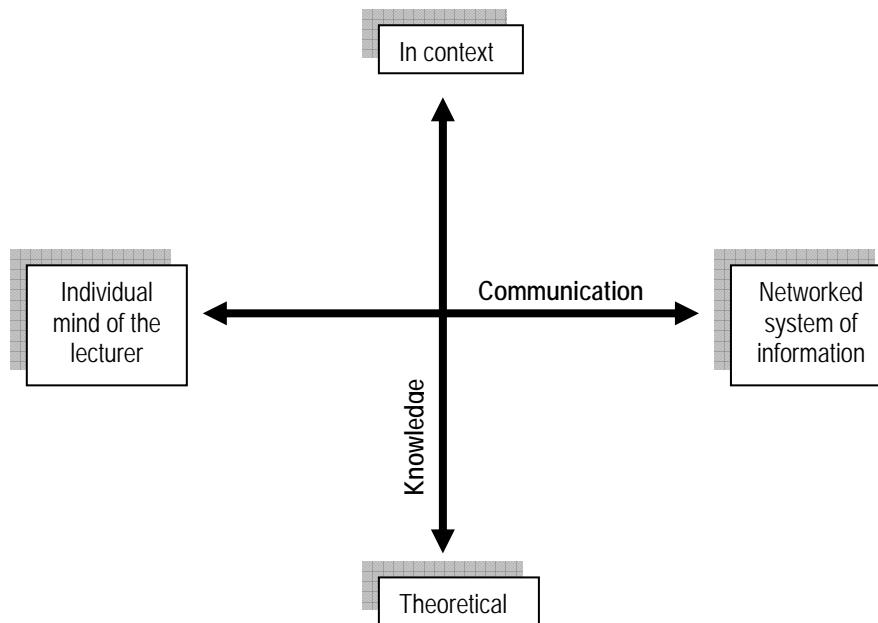 In context
Individual
mind of the
lecturer
Communication
Networked
system of
information
Knowledge
Theoretical